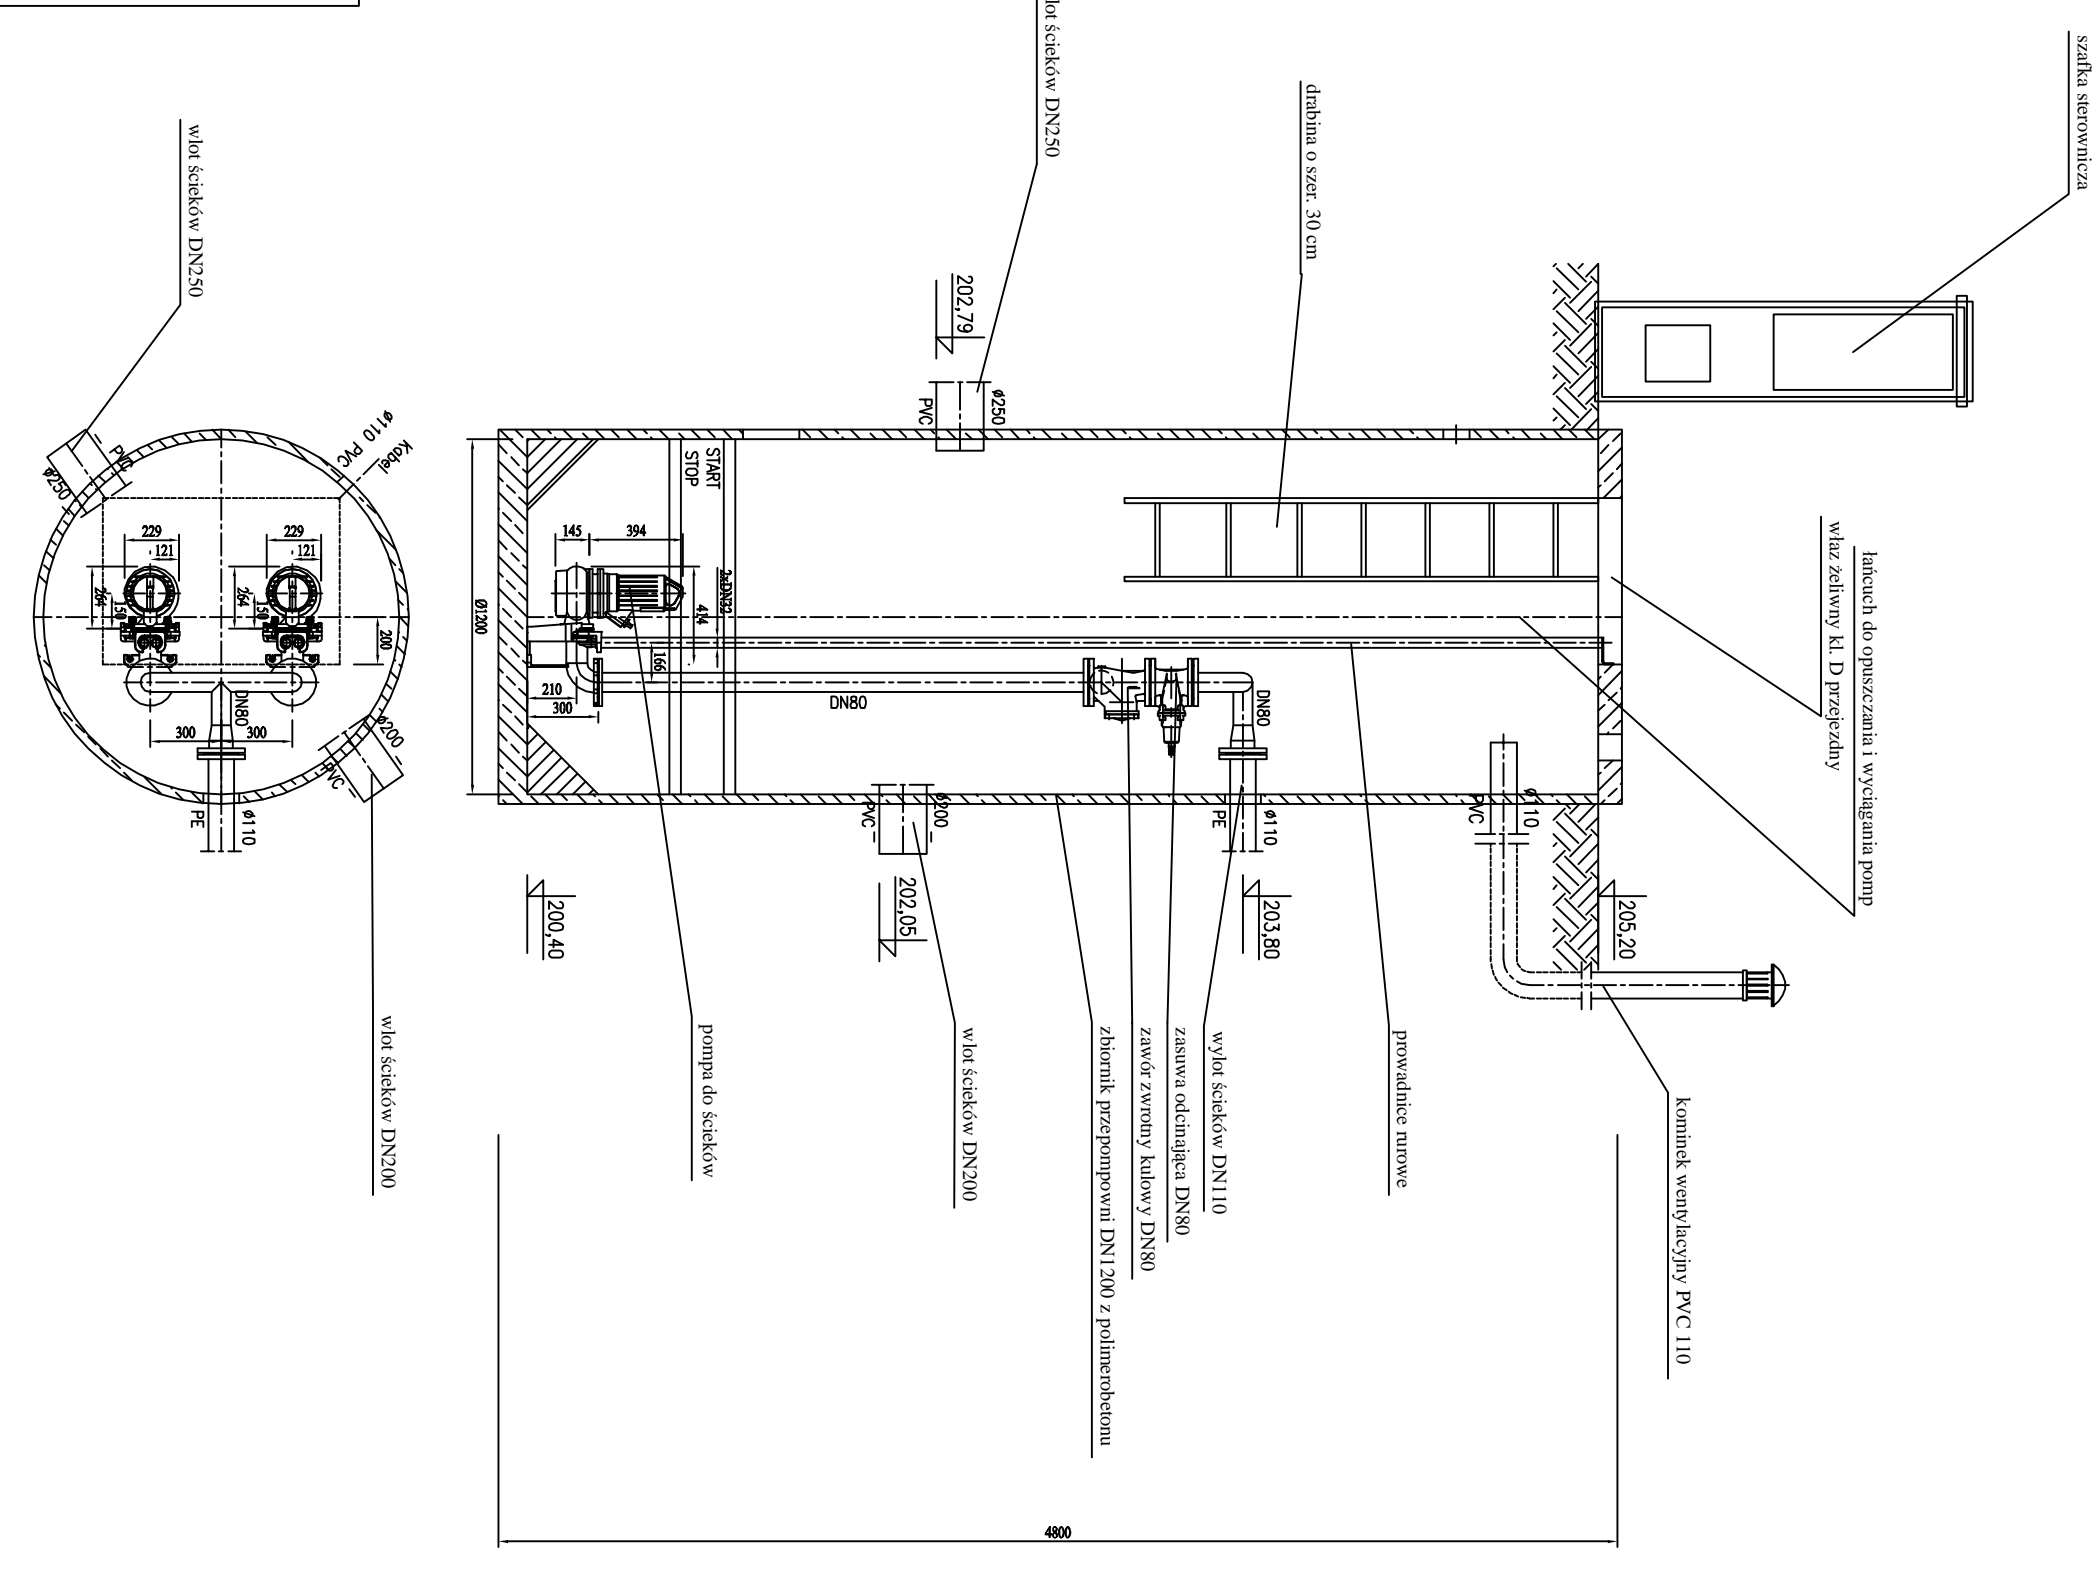 szafka sterownicza
łańcuch do opuszczania i wyciągania pomp
właz żeliwny kl. D przejezdny
kominek wentylacyjny PVC 110
205,20
Ø110
PVC
prowadnice rurowe
drabina o szer. 30 cm
203,80
DN80
Ø110
PE
wylot ścieków DN110
zasuwa odcinająca DN80
zawór zwrotny kulowy DN80
zbiornik przepompowni DN1200 z polimerobetonu
lot ścieków DN250
202,79
Ø250
PVC
DN80
Ø200
PVC
202,05
wlot ścieków DN200
START
STOP
2xDN32
414
394
145
166
210
300
pompa do ścieków
200,40
Ø1200
4800
wlot ścieków DN250
PVC
Ø250
Ø110 PVC
Kabel
229
121
264
150
229
121
264
150
200
DN80
300
300
Ø200
PVC
Ø110
PE
wlot ścieków DN200